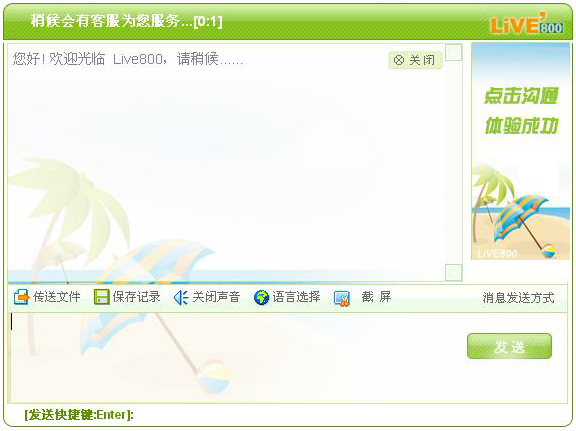 稍候会有客服为您服务...[0:1]
LiVE'800
您好! 欢迎光临 Live800，请稍候......
关闭
点击沟通
体验成功
LIVE800
传送文件 保存记录 关闭声音 语言选择 截 屏 消息发送方式
发 送
[发送快捷键:Enter]: